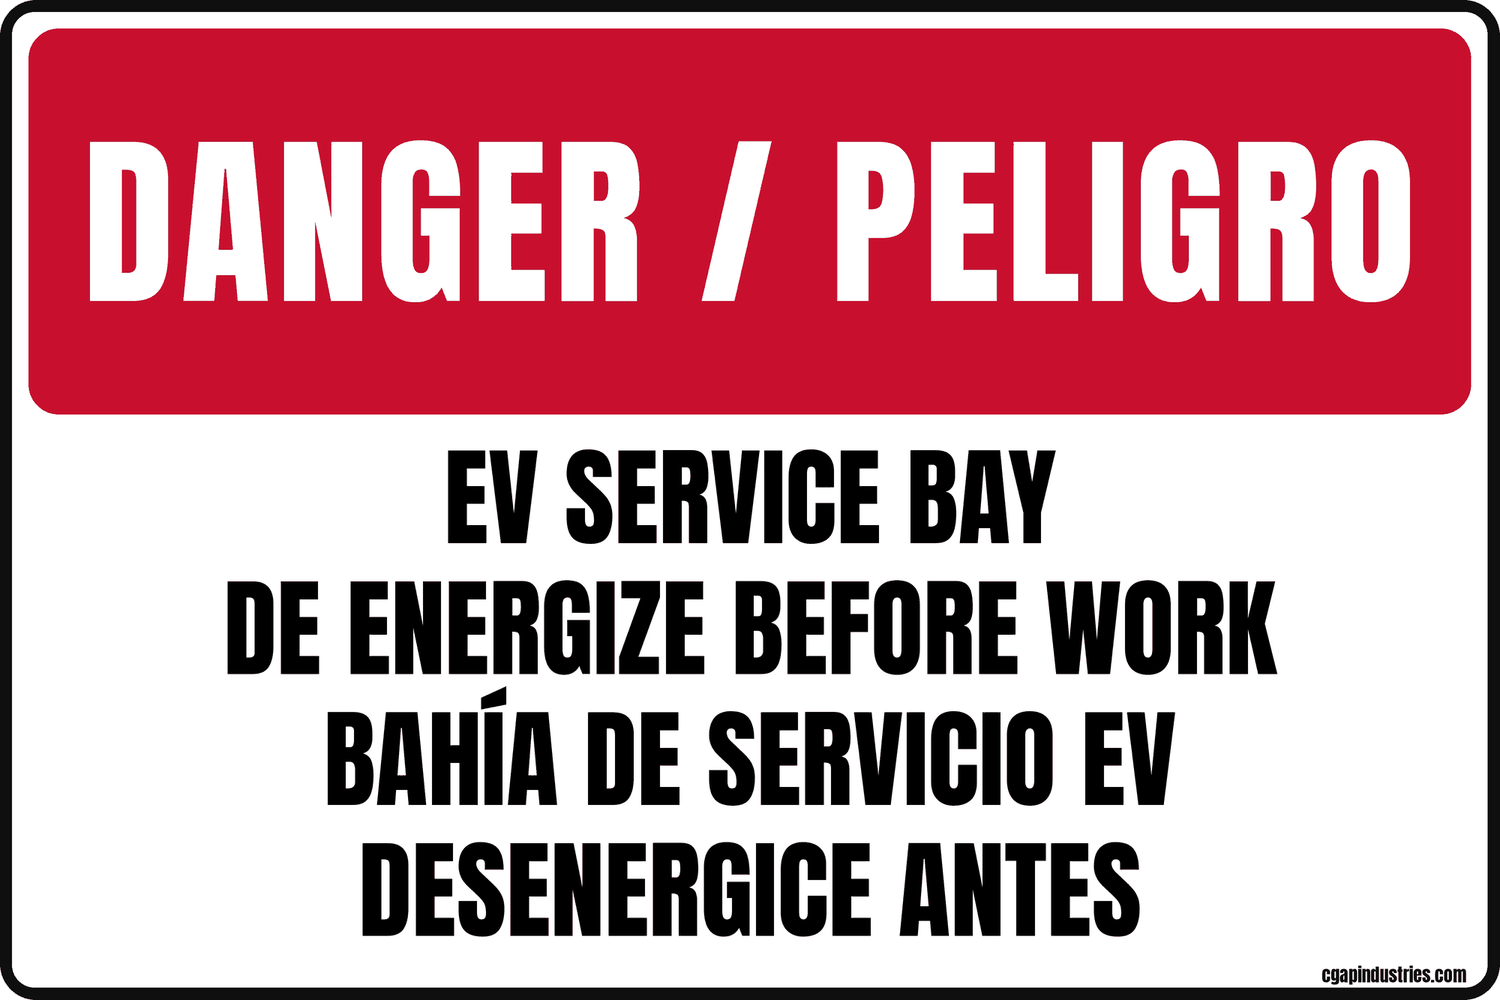 DANGER / PELIGRO
EV SERVICE BAY
DE ENERGIZE BEFORE WORK
BAHÍA DE SERVICIO EV
DESENERGICE ANTES
cgapindustries.com